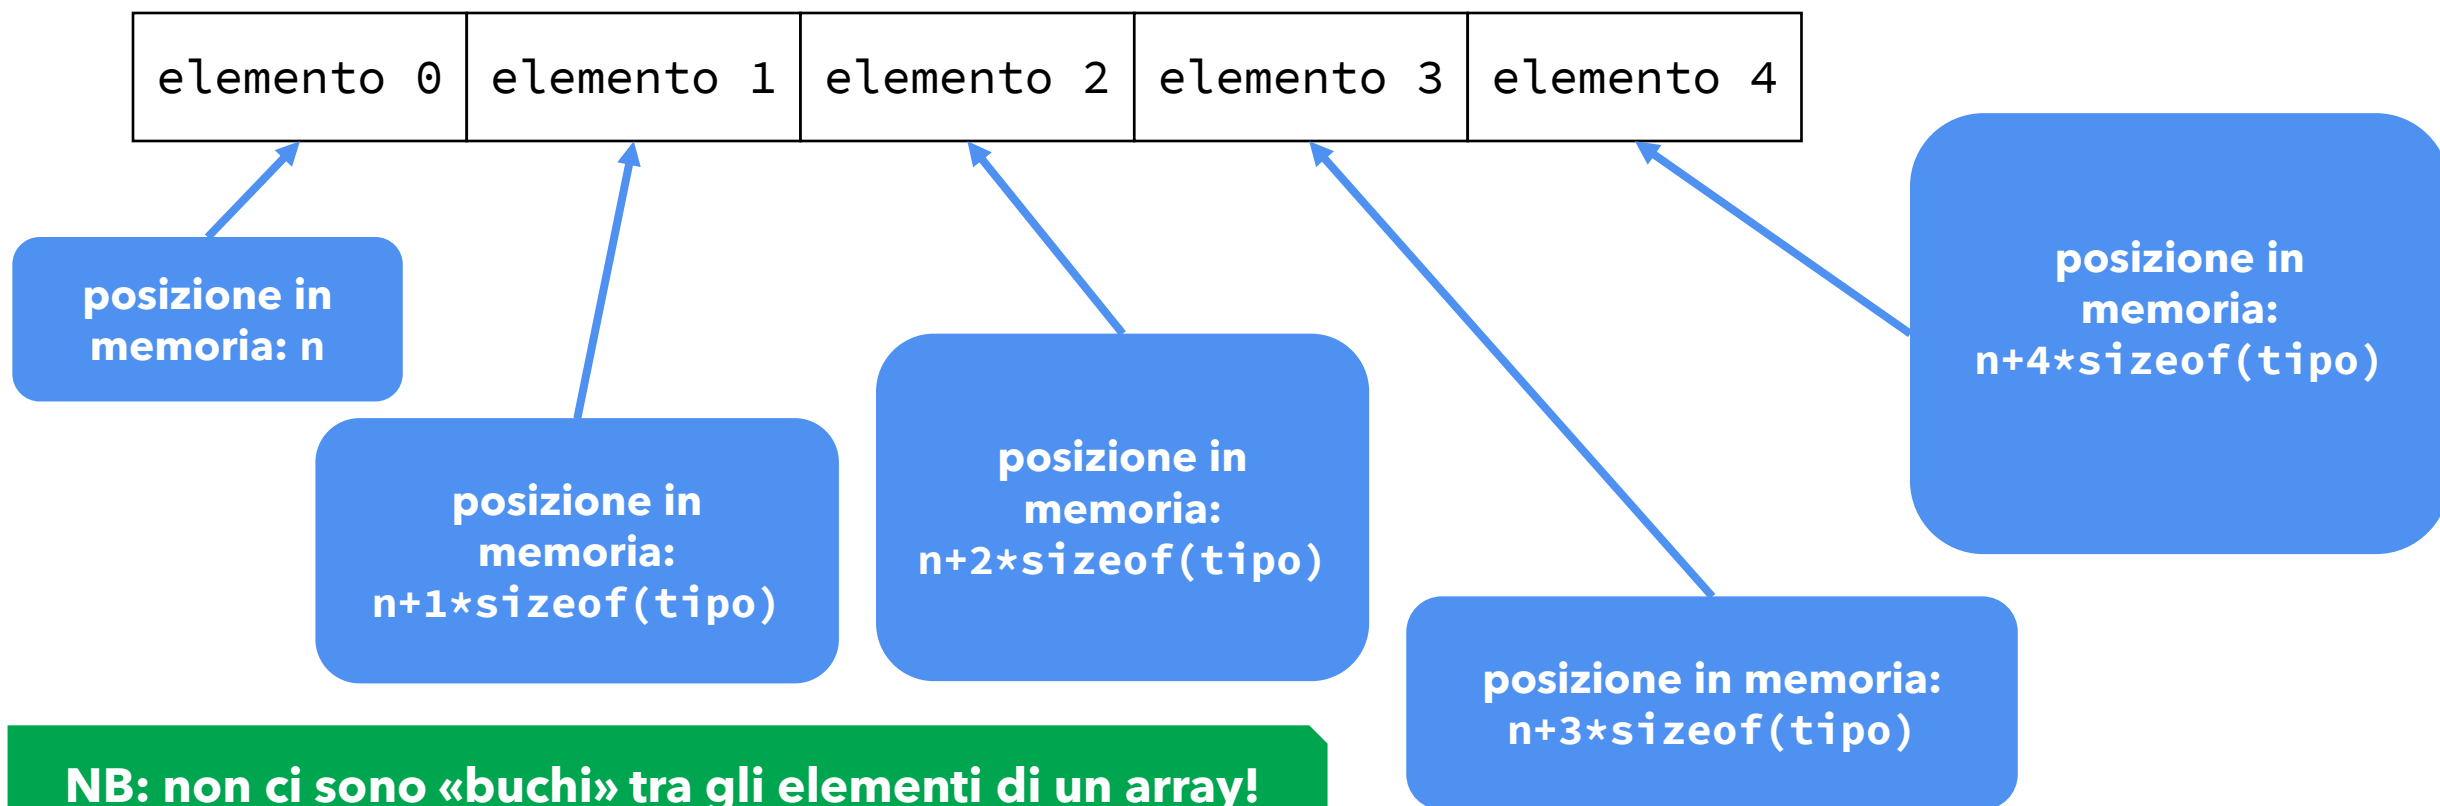 elemento 0
elemento 1
elemento 2
elemento 3
elemento 4
posizione in
memoria: n
posizione in
memoria:
n+1*sizeof(tipo)
posizione in
memoria:
n+2*sizeof(tipo)
posizione in memoria:
n+3*sizeof(tipo)
posizione in
memoria:
n+4*sizeof(tipo)
NB: non ci sono «buchi» tra gli elementi di un array!